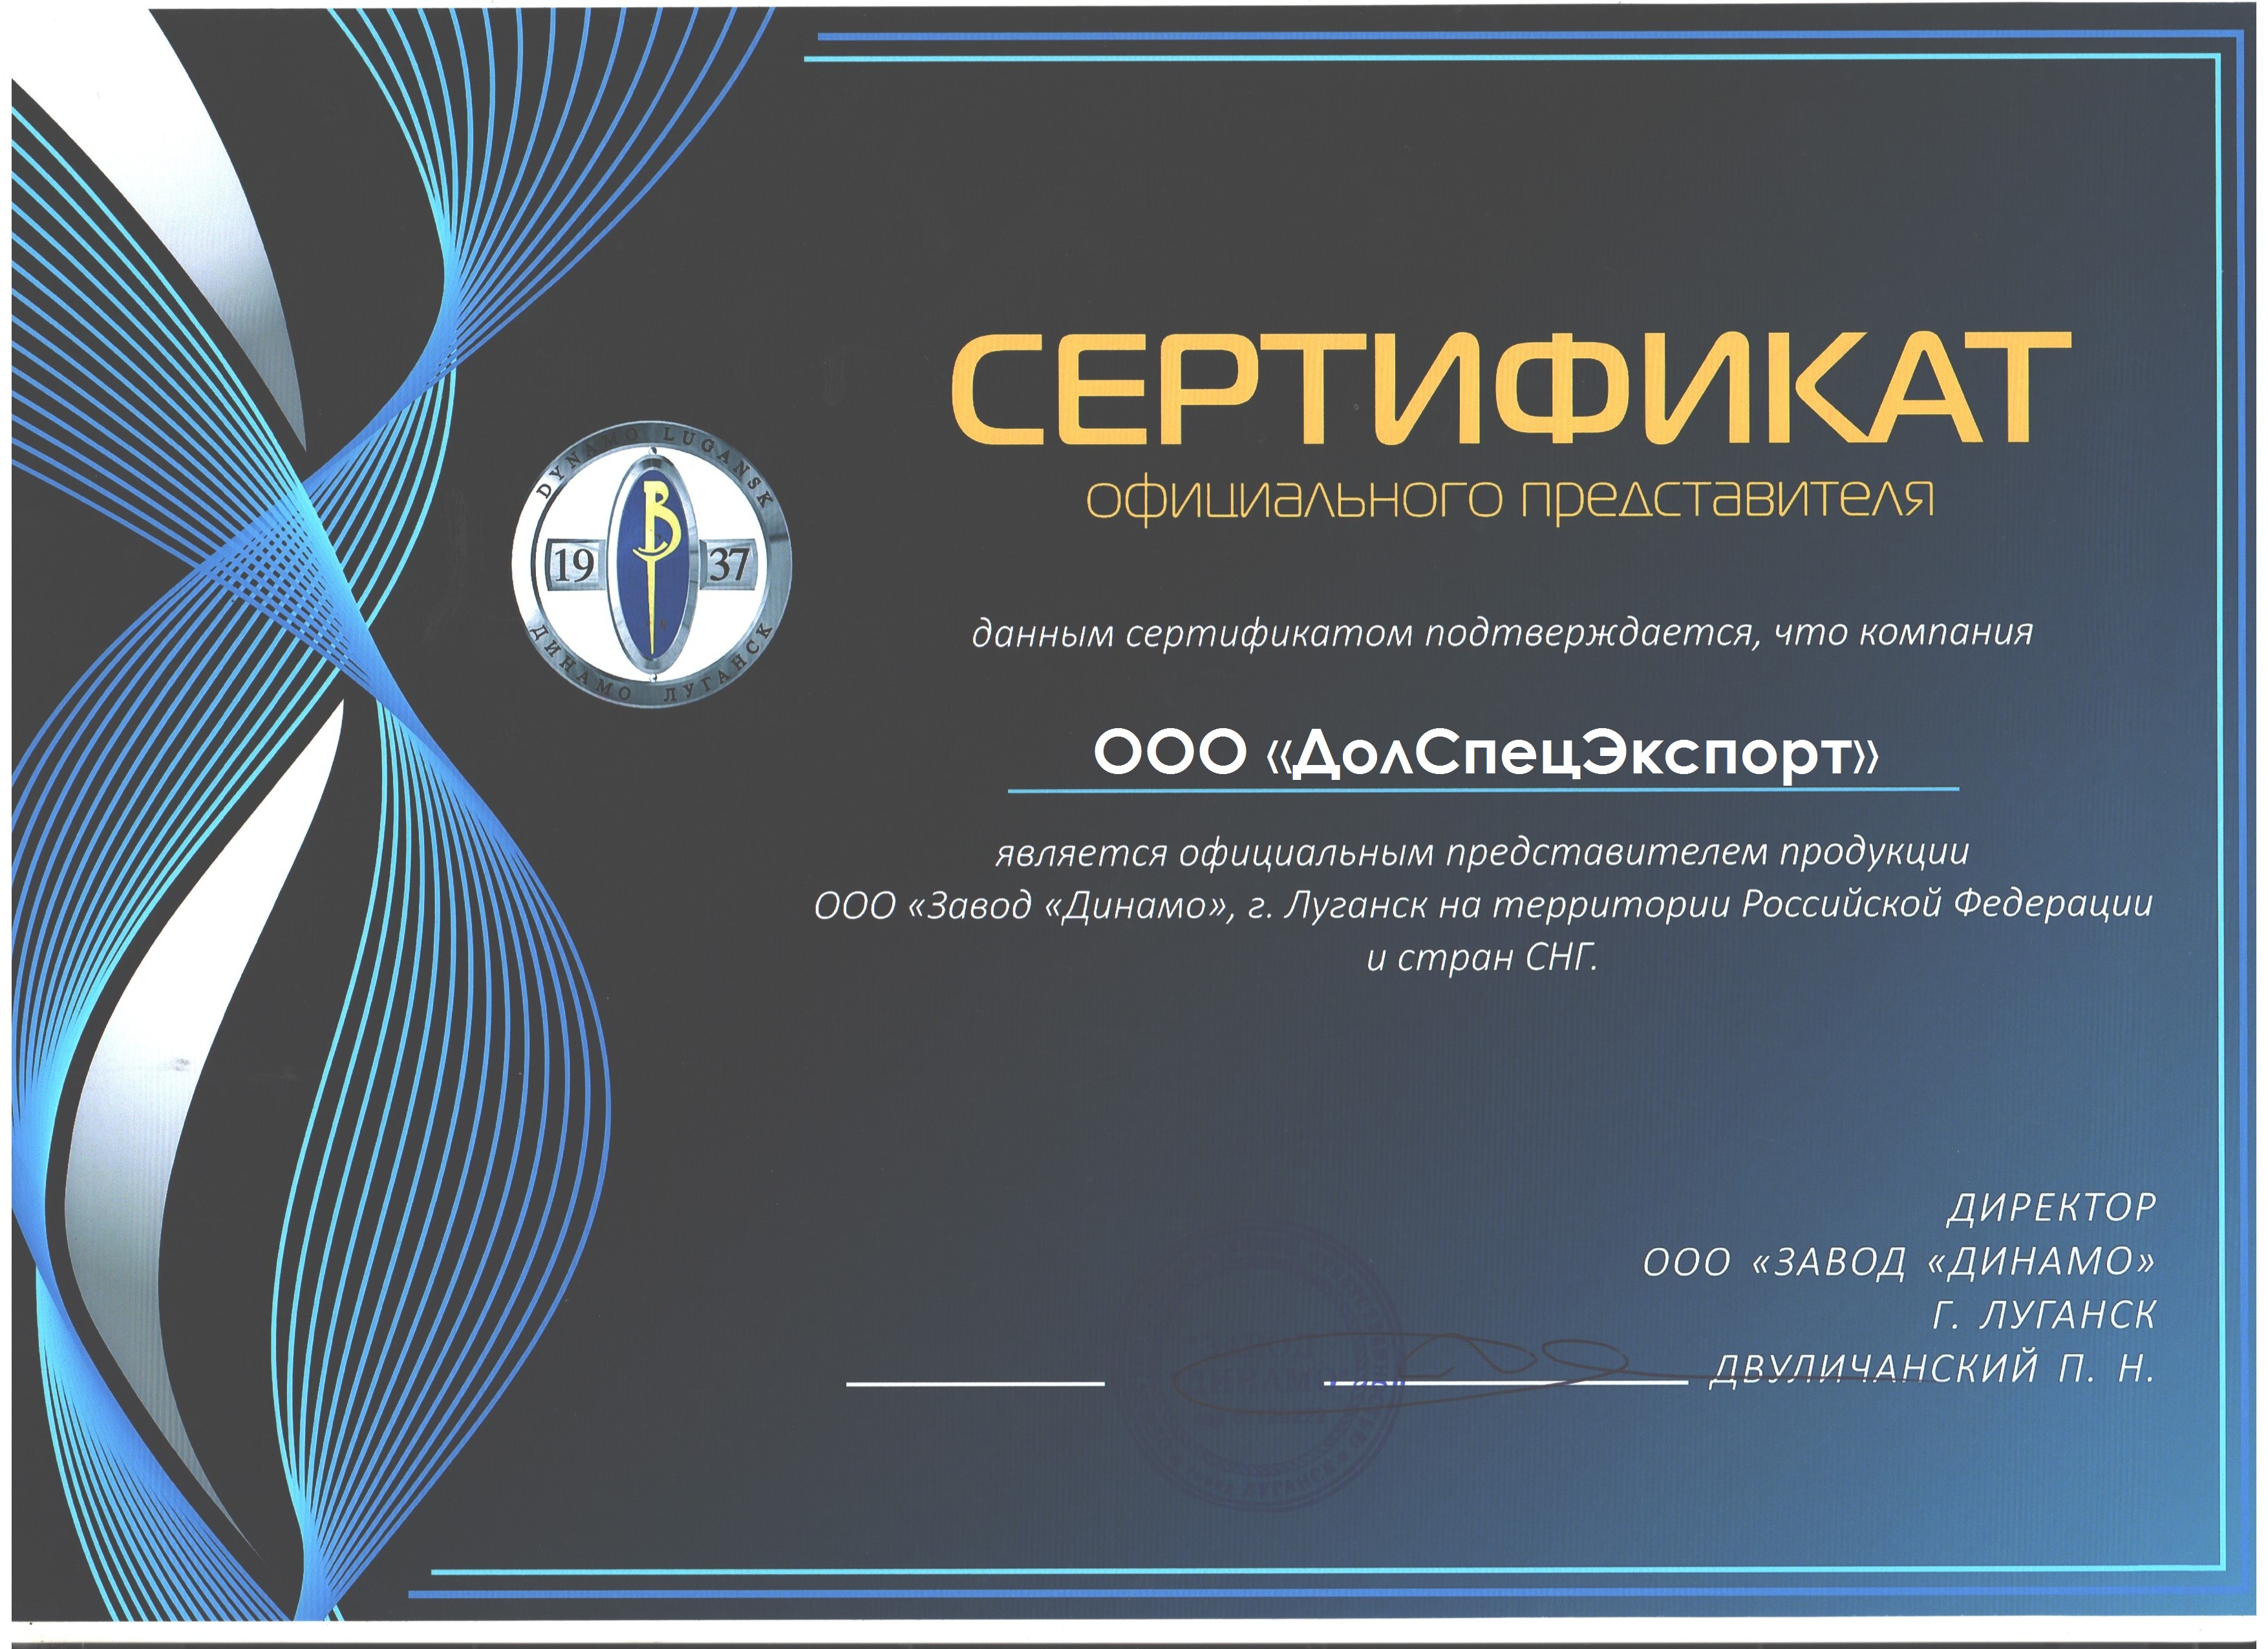 СЕРТИФИКАТ
официального представителя
DYNAMO LUGANSK
19 37
ДИНАМО ЛУГАНСК
данным сертификатом подтверждается, что компания
ООО «ДолСпецЭкспорт»
является официальным представителем продукции
ООО «Завод «Динамо», г. Луганск на территории Российской Федерации
и стран СНГ.
ДИРЕКТОР
ООО «ЗАВОД «ДИНАМО»
Г. ЛУГАНСК
ДВУЛИЧАНСКИЙ П. Н.